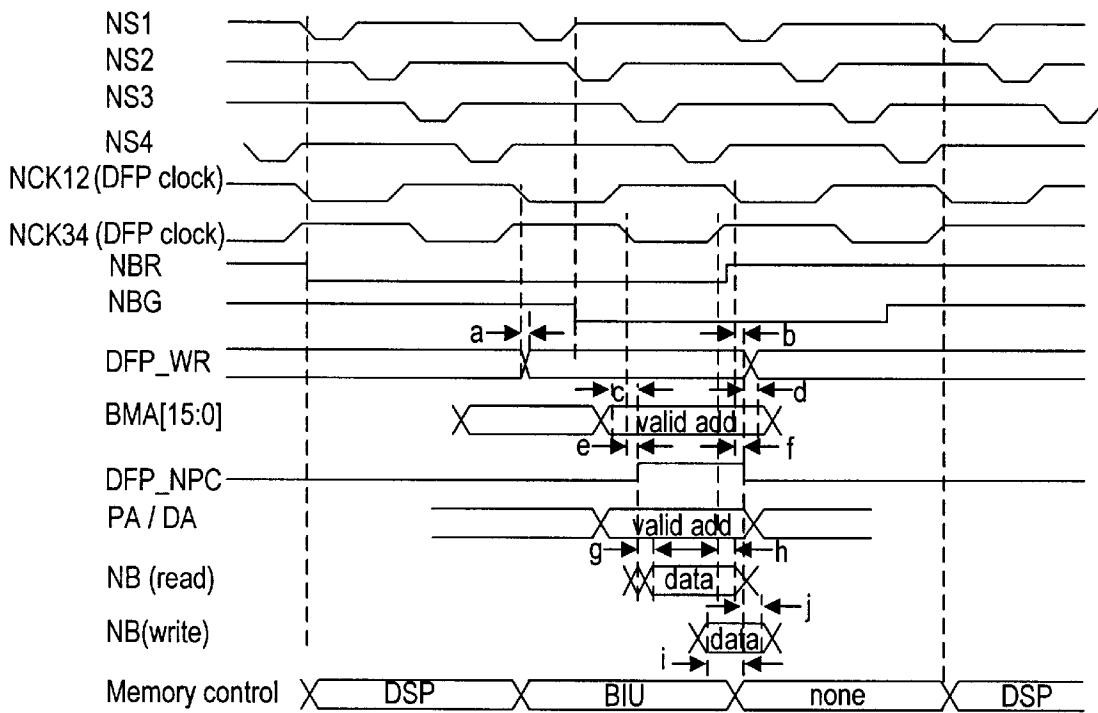 NS1
NS2
NS3
NS4
NCK12 (DFP clock)
NCK34 (DFP clock)
NBR
NBG
a b
DFP_WR
c d
BMA[15:0] valid add
e f
DFP_NPC
PA / DA valid add
g h
NB (read) data
j
NB(write) data
i
Memory control DSP BIU none DSP